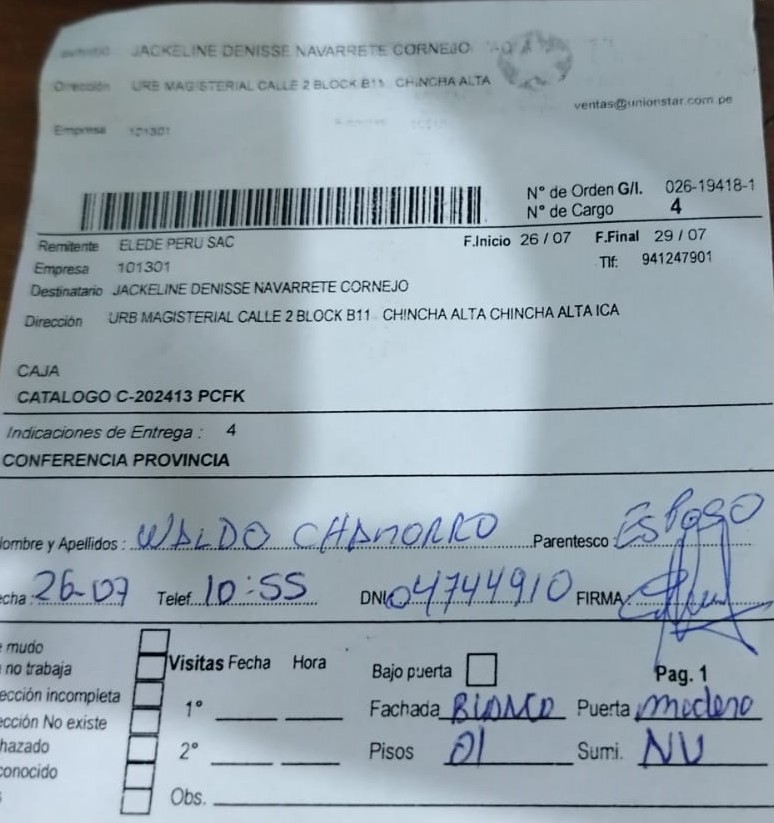 JACKELINE DENISSE NAVARRETE CORNEJO
Dirección URB MAGISTERIAL CALLE 2 BLOCK B11 CHINCHA ALTA
ventas@unionstar.com.pe
Empresa 101301
N° de Orden G/I. 026-19418-1
N° de Cargo 4
Remitente ELEDE PERU SAC F.Inicio 26 / 07 F.Final 29 / 07
Empresa 101301 Tlf: 941247901
Destinatario JACKELINE DENISSE NAVARRETE CORNEJO
Dirección URB MAGISTERIAL CALLE 2 BLOCK B11 CHINCHA ALTA CHINCHA ALTA ICA
CAJA
CATALOGO C-202413 PCFK
Indicaciones de Entrega : 4
CONFERENCIA PROVINCIA
ombre y Apellidos : WALDO CHAMORRO Parentesco : Esposo
echa : 26-07 Telef. 10:55 DNI 04744910 FIRMA:
mudo
no trabaja Visitas Fecha Hora Bajo puerta Pag. 1
ección incompleta 1° Fachada BLANCO Puerta madera
ección No existe
hazado 2° Pisos 01 Sumi. NV
conocido
Obs.